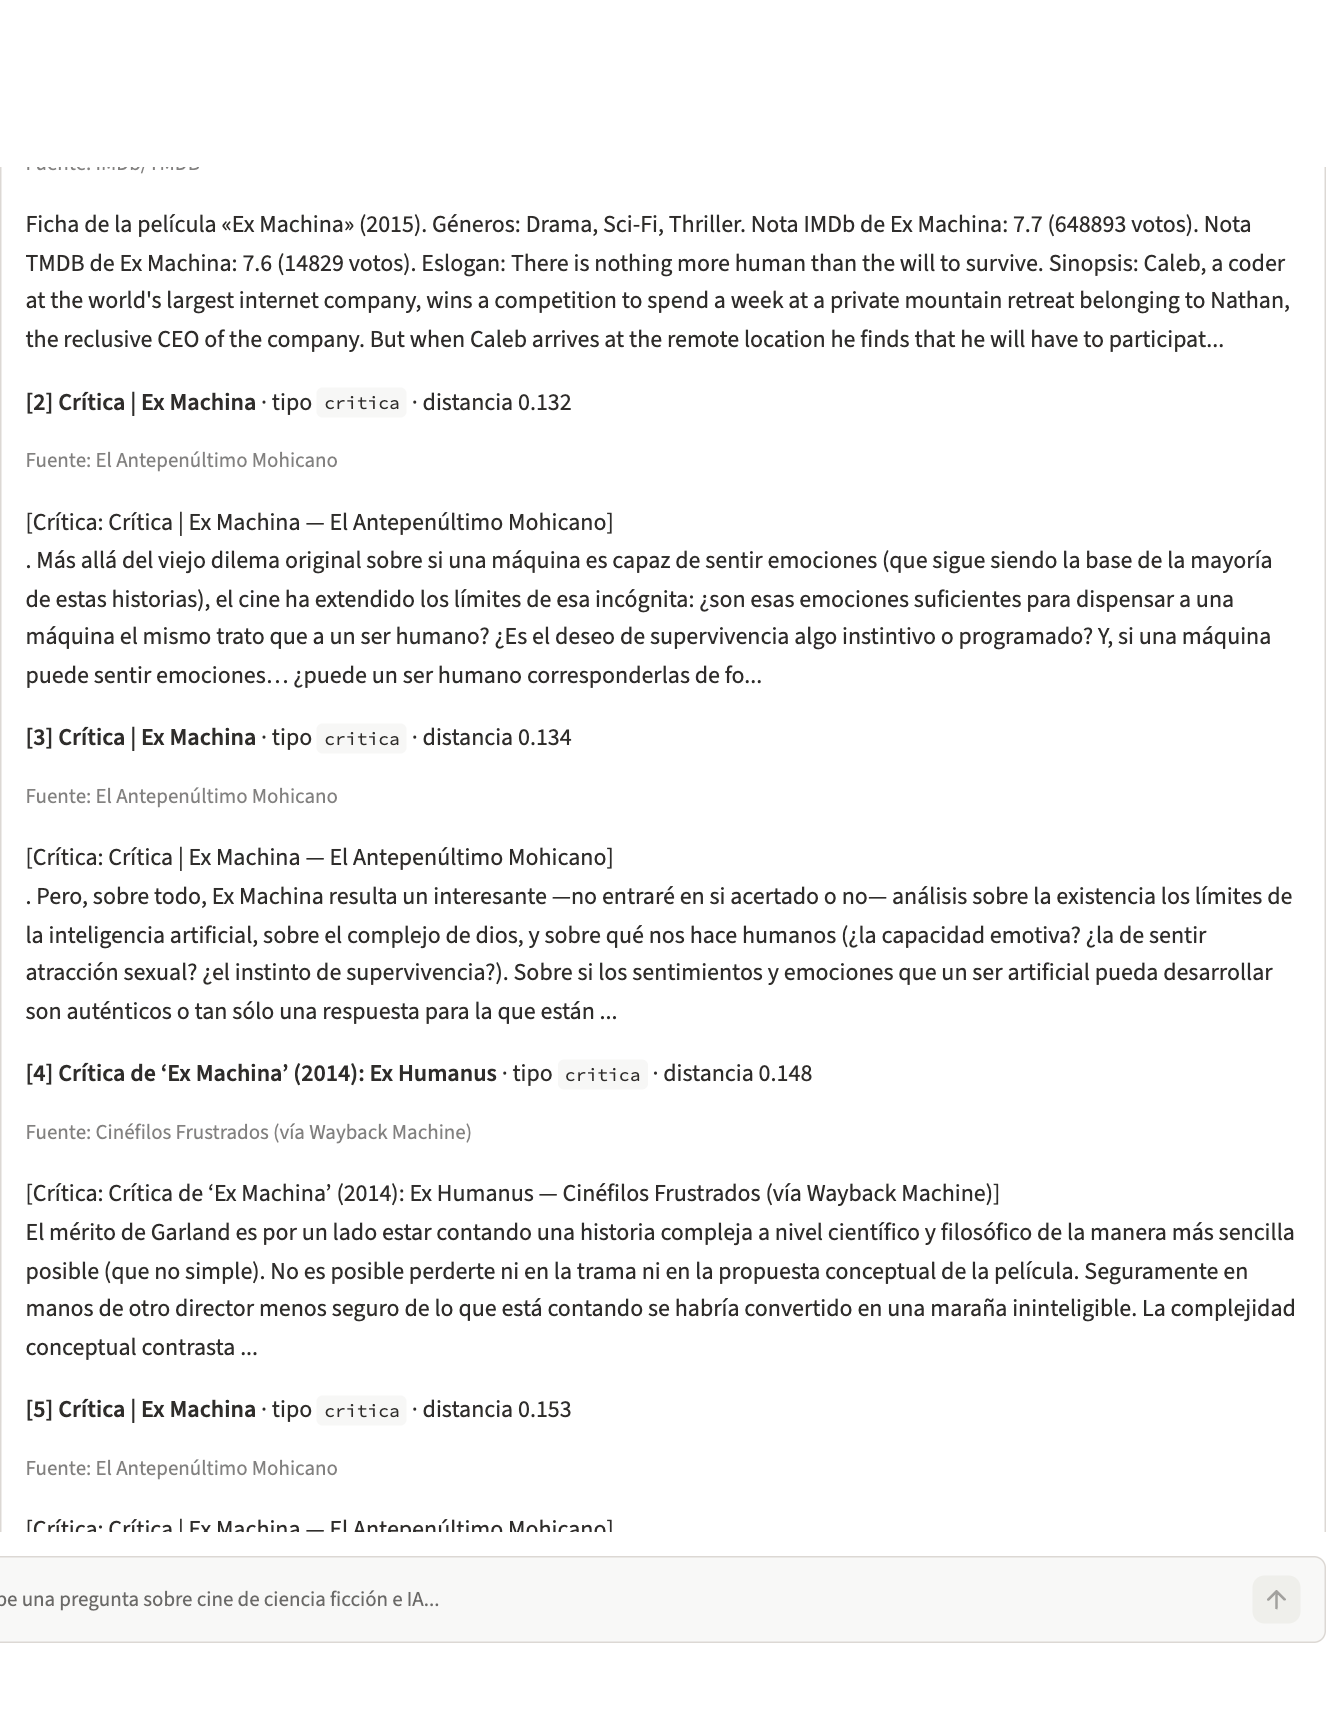 Fuente: IMDb/TMDB
Ficha de la película «Ex Machina» (2015). Géneros: Drama, Sci-Fi, Thriller. Nota IMDb de Ex Machina: 7.7 (648893 votos). Nota
TMDB de Ex Machina: 7.6 (14829 votos). Eslogan: There is nothing more human than the will to survive. Sinopsis: Caleb, a coder
at the world's largest internet company, wins a competition to spend a week at a private mountain retreat belonging to Nathan,
the reclusive CEO of the company. But when Caleb arrives at the remote location he finds that he will have to participat...
[2] Crítica | Ex Machina · tipo critica · distancia 0.132
Fuente: El Antepenúltimo Mohicano
[Crítica: Crítica | Ex Machina — El Antepenúltimo Mohicano]
. Más allá del viejo dilema original sobre si una máquina es capaz de sentir emociones (que sigue siendo la base de la mayoría
de estas historias), el cine ha extendido los límites de esa incógnita: ¿son esas emociones suficientes para dispensar a una
máquina el mismo trato que a un ser humano? ¿Es el deseo de supervivencia algo instintivo o programado? Y, si una máquina
puede sentir emociones… ¿puede un ser humano corresponderlas de fo...
[3] Crítica | Ex Machina · tipo critica · distancia 0.134
Fuente: El Antepenúltimo Mohicano
[Crítica: Crítica | Ex Machina — El Antepenúltimo Mohicano]
. Pero, sobre todo, Ex Machina resulta un interesante —no entraré en si acertado o no— análisis sobre la existencia los límites de
la inteligencia artificial, sobre el complejo de dios, y sobre qué nos hace humanos (¿la capacidad emotiva? ¿la de sentir
atracción sexual? ¿el instinto de supervivencia?). Sobre si los sentimientos y emociones que un ser artificial pueda desarrollar
son auténticos o tan sólo una respuesta para la que están ...
[4] Crítica de ‘Ex Machina’ (2014): Ex Humanus · tipo critica · distancia 0.148
Fuente: Cinéfilos Frustrados (vía Wayback Machine)
[Crítica: Crítica de ‘Ex Machina’ (2014): Ex Humanus — Cinéfilos Frustrados (vía Wayback Machine)]
El mérito de Garland es por un lado estar contando una historia compleja a nivel científico y filosófico de la manera más sencilla
posible (que no simple). No es posible perderte ni en la trama ni en la propuesta conceptual de la película. Seguramente en
manos de otro director menos seguro de lo que está contando se habría convertido en una maraña ininteligible. La complejidad
conceptual contrasta ...
[5] Crítica | Ex Machina · tipo critica · distancia 0.153
Fuente: El Antepenúltimo Mohicano
[Crítica: Crítica | Ex Machina — El Antepenúltimo Mohicano]
be una pregunta sobre cine de ciencia ficción e IA...